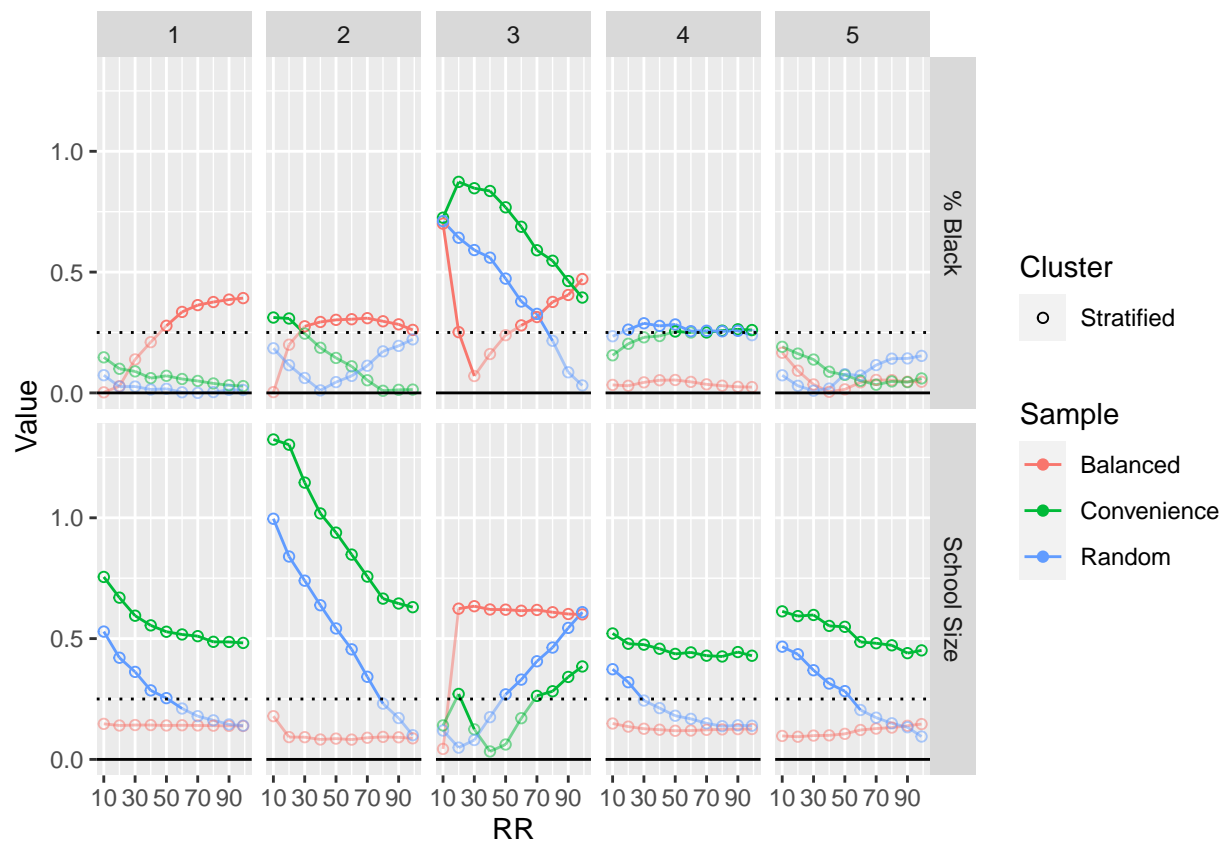 1 2 3 4 5
1.0
0.5
0.0
% Black
1.0
0.5
0.0
School Size
Value
10 30 50 70 90 10 30 50 70 90 10 30 50 70 90 10 30 50 70 90 10 30 50 70 90
RR
Cluster
Stratified
Sample
Balanced
Convenience
Random